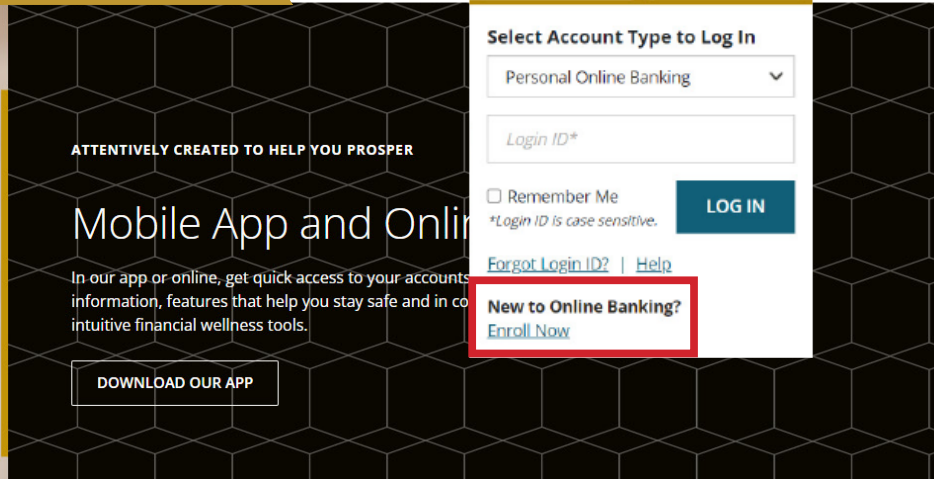 ATTENTIVELY CREATED TO HELP YOU PROSPER
Mobile App and Onlin
In our app or online, get quick access to your accounts
information, features that help you stay safe and in co
intuitive financial wellness tools.
DOWNLOAD OUR APP
Select Account Type to Log In
Personal Online Banking
Login ID*
Remember Me
*Login ID is case sensitive.
LOG IN
Forgot Login ID? | Help
New to Online Banking?
Enroll Now